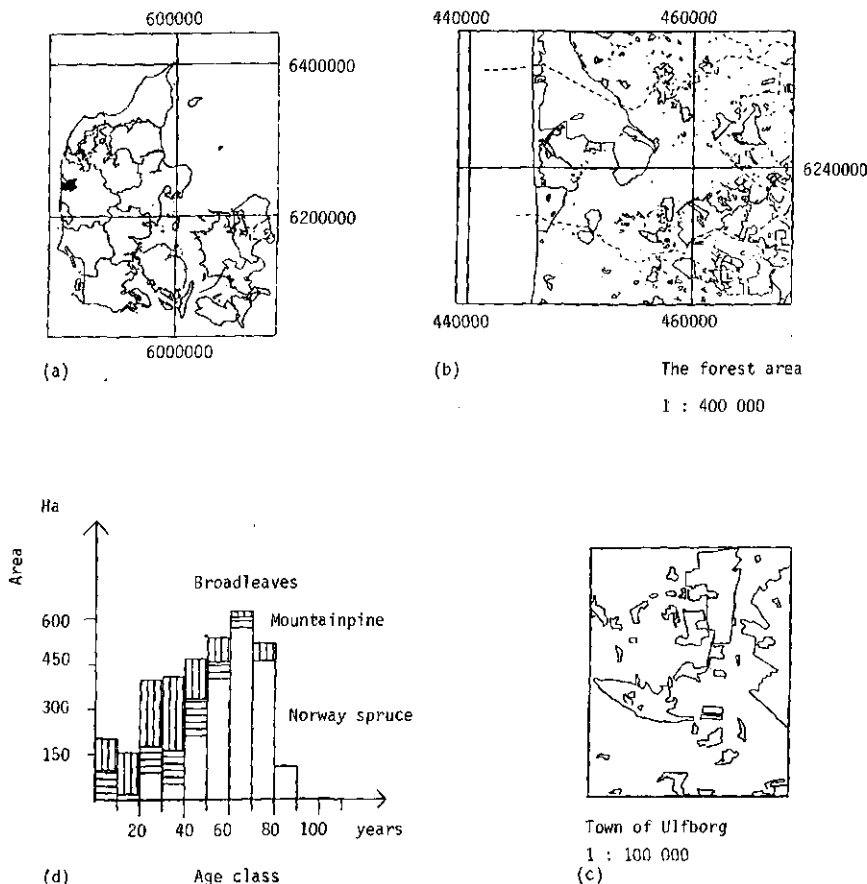 600000
6400000
6200000
6000000
(a)
440000
460000
6240000
440000
460000
(b)
The forest area
1 : 400 000
Ha
Area
Broadleaves
Mountainpine
Norway spruce
600
450
300
150
20 40 60 80 100 years
(d)
Age class
Town of Ulfborg
1 : 100 000
(c)